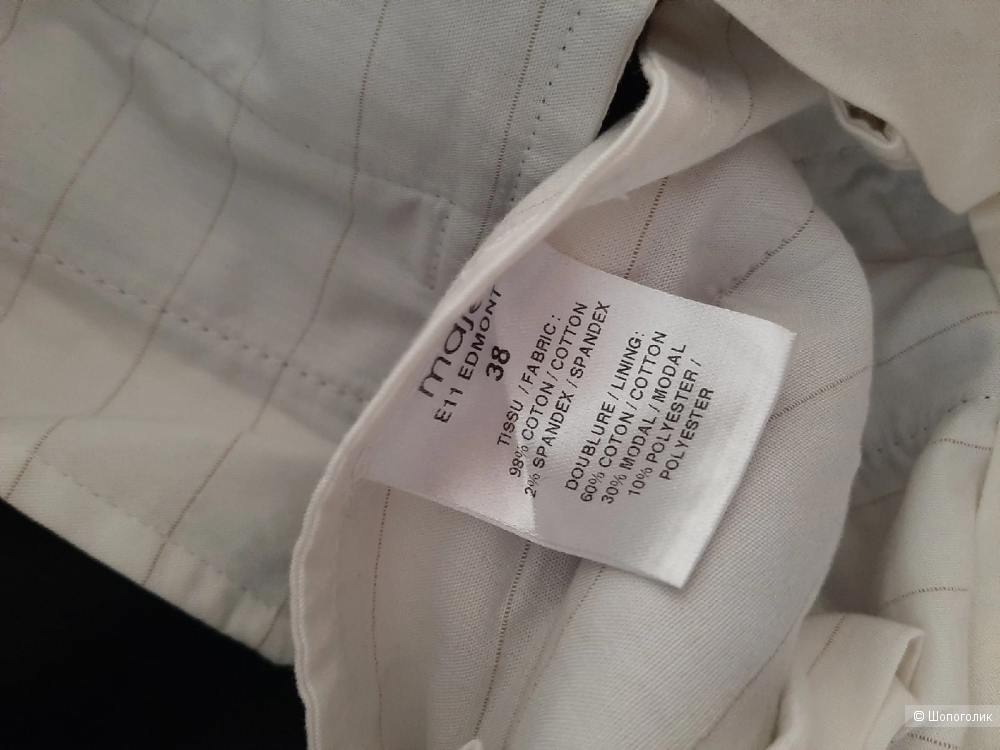 maje
E11 EDMONT
38
TISSU / FABRIC :
98% COTON / COTTON
2% SPANDEX / SPANDEX
DOUBLURE / LINING:
60% COTON / COTTON
30% MODAL / MODAL
10% POLYESTER /
POLYESTER
© Шопоголик